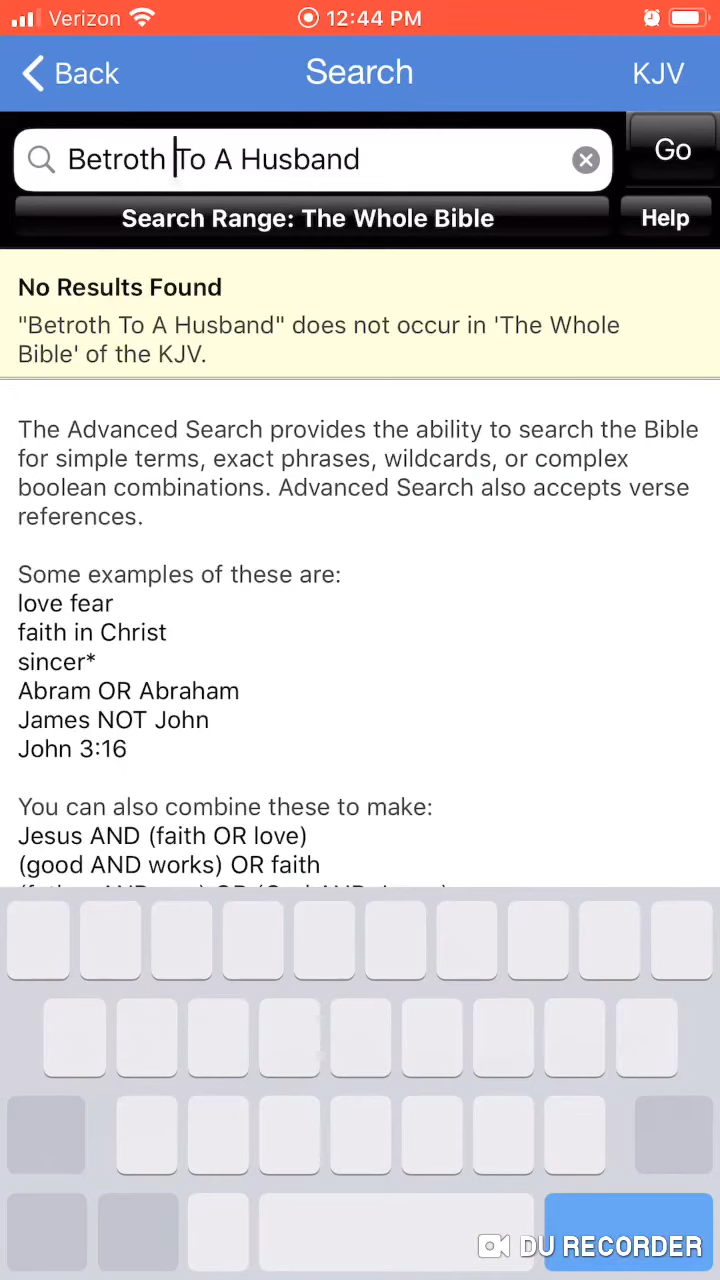 Verizon 12:44 PM
Back Search KJV
Betroth To A Husband Go
Search Range: The Whole Bible Help
No Results Found
"Betroth To A Husband" does not occur in 'The Whole
Bible' of the KJV.
The Advanced Search provides the ability to search the Bible
for simple terms, exact phrases, wildcards, or complex
boolean combinations. Advanced Search also accepts verse
references.
Some examples of these are:
love fear
faith in Christ
sincer*
Abram OR Abraham
James NOT John
John 3:16
You can also combine these to make:
Jesus AND (faith OR love)
(good AND works) OR faith
DU RECORDER